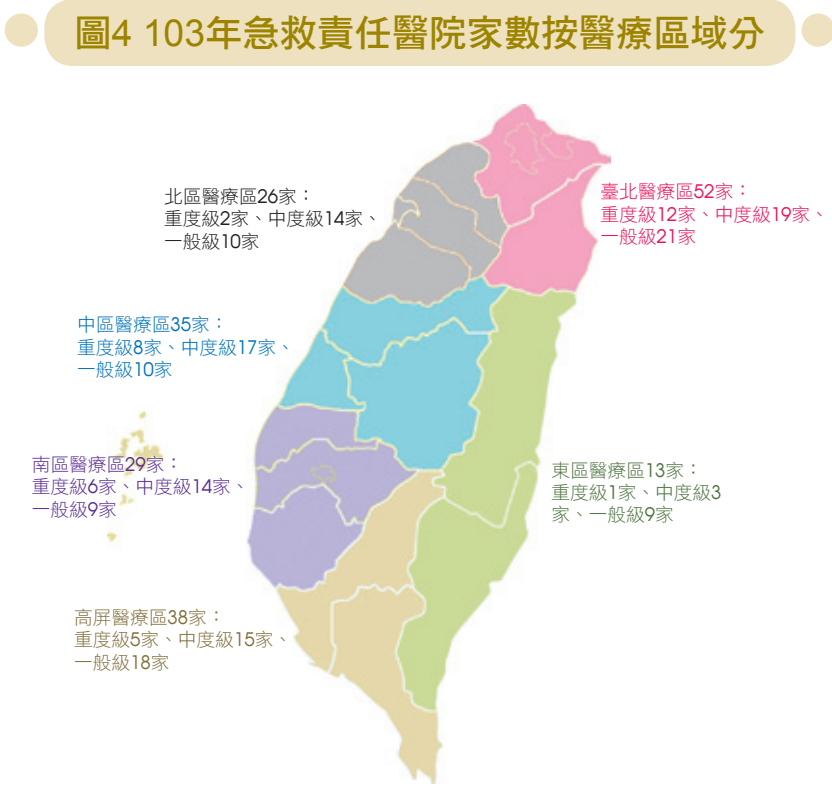 圖4 103年急救責任醫院家數按醫療區域分
北區醫療區26家：
重度級2家、中度級14家、
一般級10家
臺北醫療區52家：
重度級12家、中度級19家、
一般級21家
中區醫療區35家：
重度級8家、中度級17家、
一般級10家
南區醫療區29家：
重度級6家、中度級14家、
一般級9家
東區醫療區13家：
重度級1家、中度級3
家、一般級9家
高屏醫療區38家：
重度級5家、中度級15家、
一般級18家